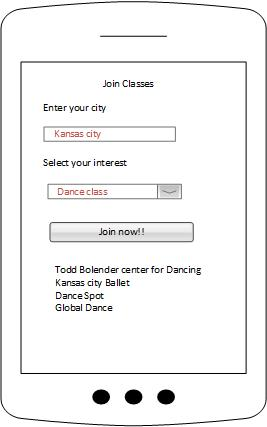 Join Classes
Enter your city
Kansas city
Select your interest
Dance class
Join now!!
Todd Bolender center for Dancing
Kansas city Ballet
Dance Spot
Global Dance